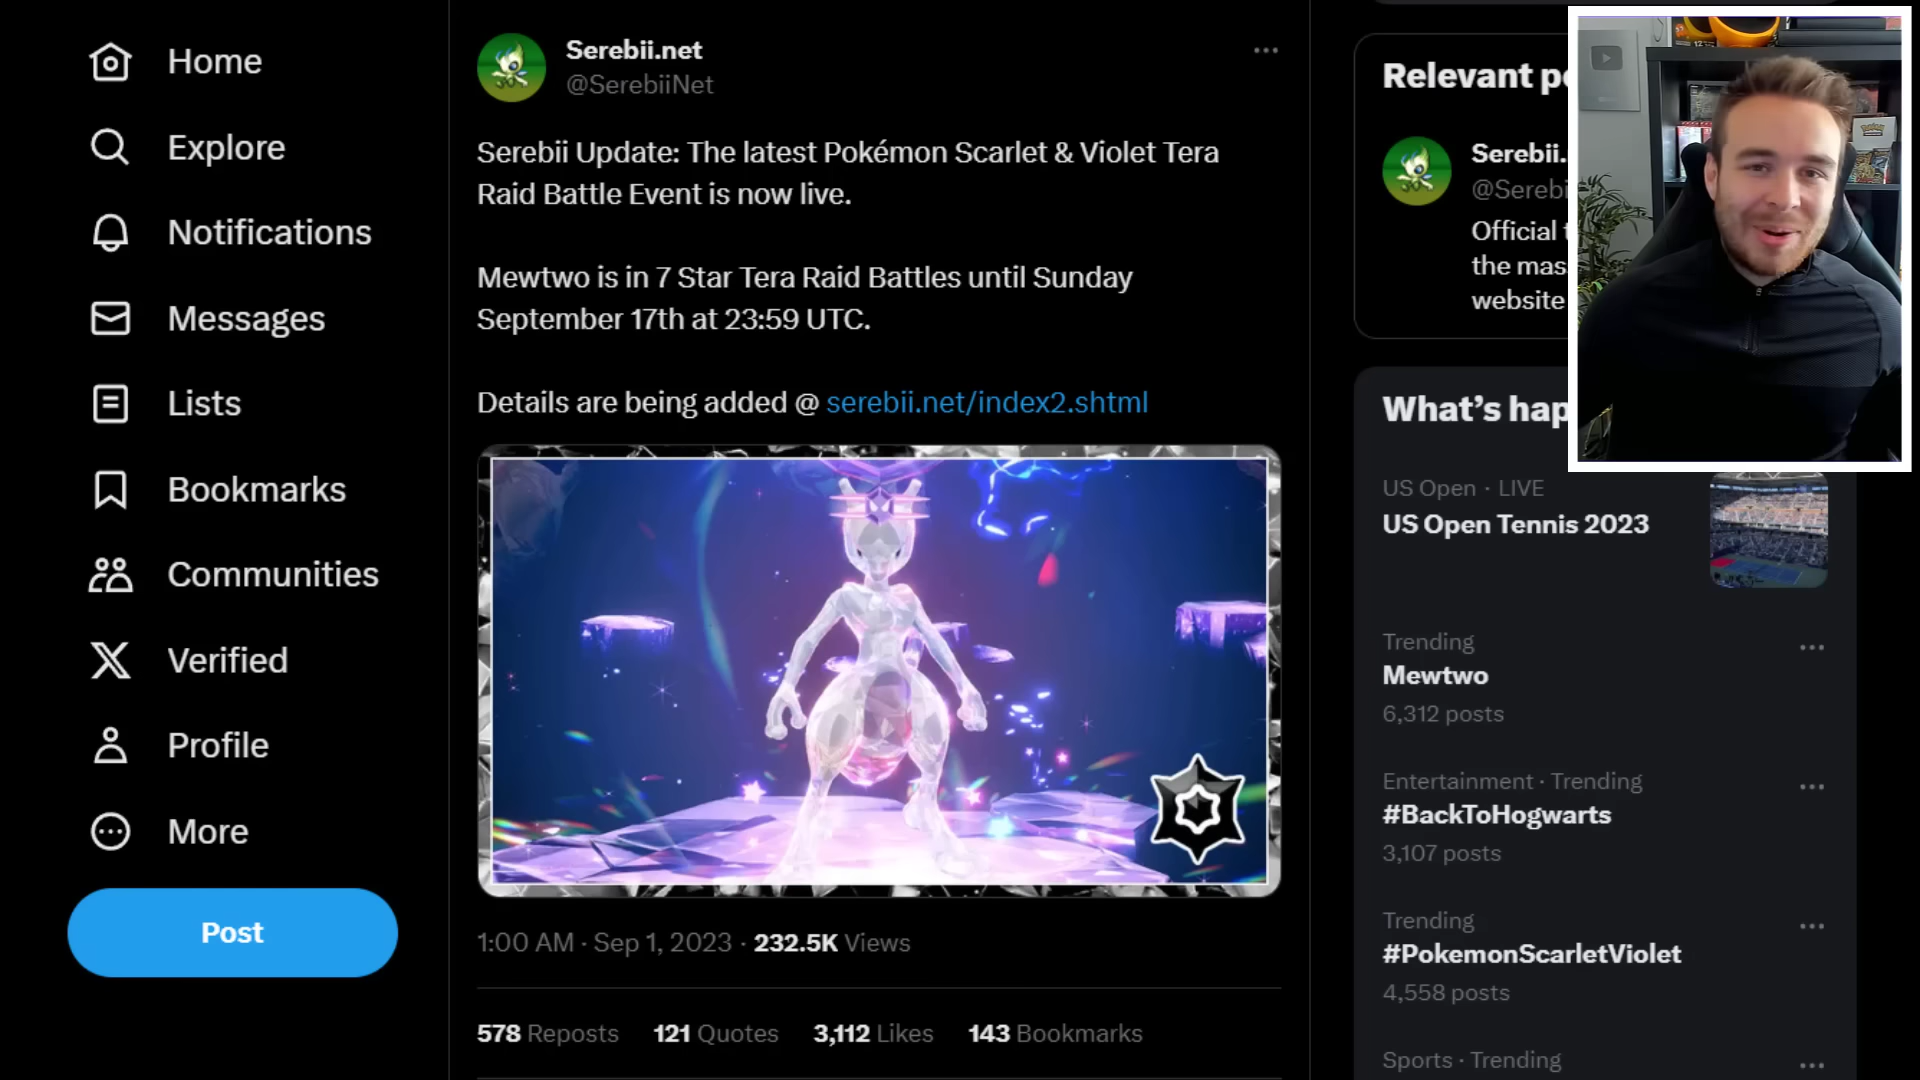 Home
Explore
Notifications
Messages
Lists
Bookmarks
Communities
Verified
Profile
More
Post
Serebii.net
@SerebiiNet
Serebii Update: The latest Pokémon Scarlet & Violet Tera
Raid Battle Event is now live.
Mewtwo is in 7 Star Tera Raid Battles until Sunday
September 17th at 23:59 UTC.
Details are being added @ serebii.net/index2.shtml
1:00 AM · Sep 1, 2023 · 232.5K Views
578 Reposts 121 Quotes 3,112 Likes 143 Bookmarks
Relevant
Serebii.
@Serebi
Official
the mas
website
What's hap
US Open · LIVE
US Open Tennis 2023
Trending
Mewtwo
6,312 posts
Entertainment · Trending
#BackToHogwarts
3,107 posts
Trending
#PokemonScarletViolet
4,558 posts
Sports · Trending